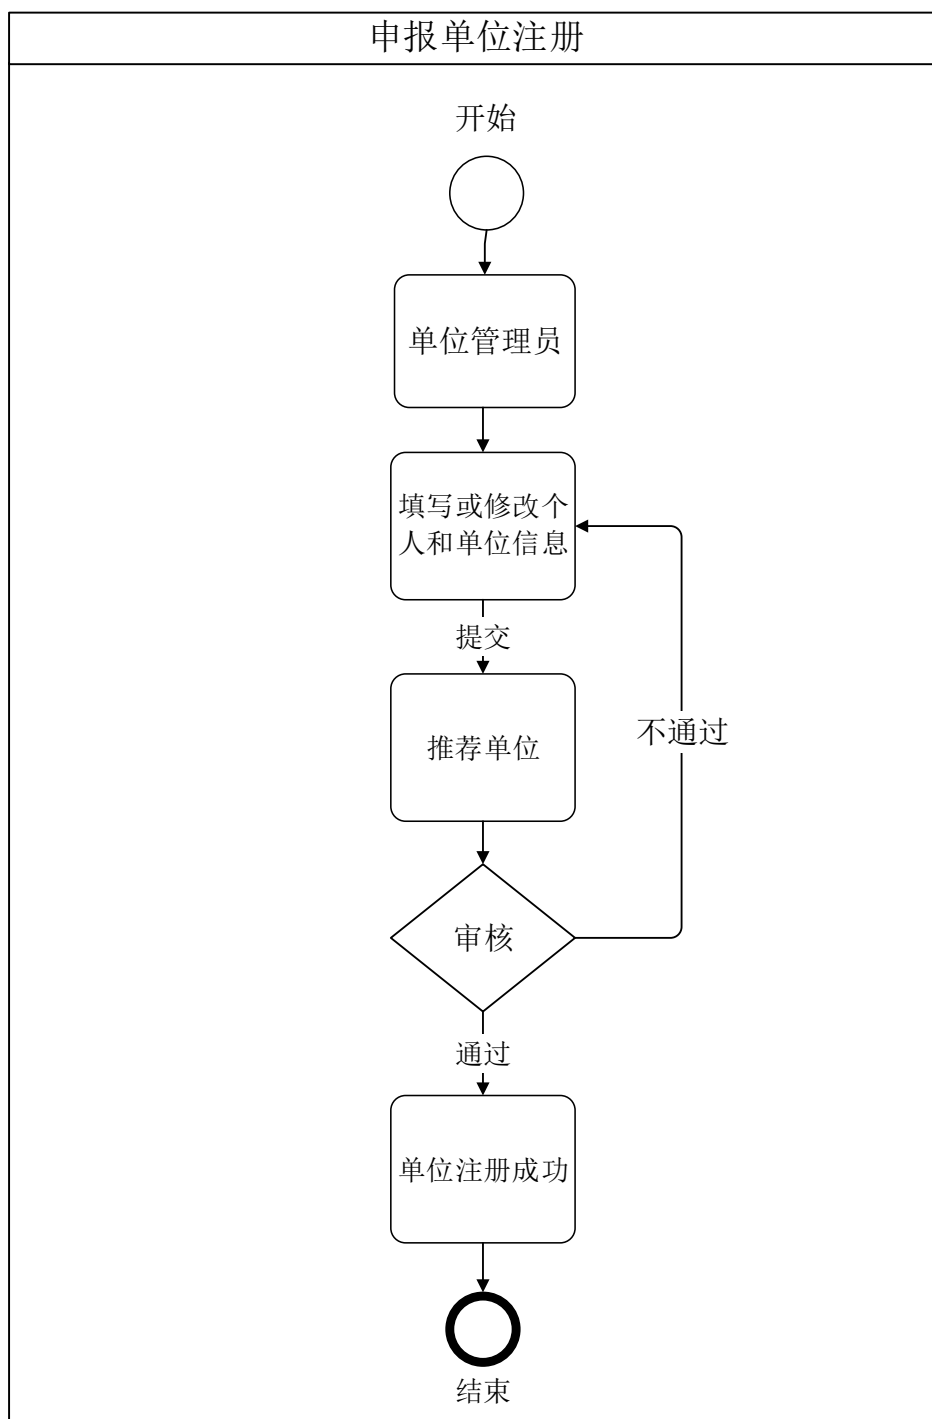 申报单位注册
开始
单位管理员
填写或修改个
人和单位信息
提交
推荐单位
不通过
审核
通过
单位注册成功
结束